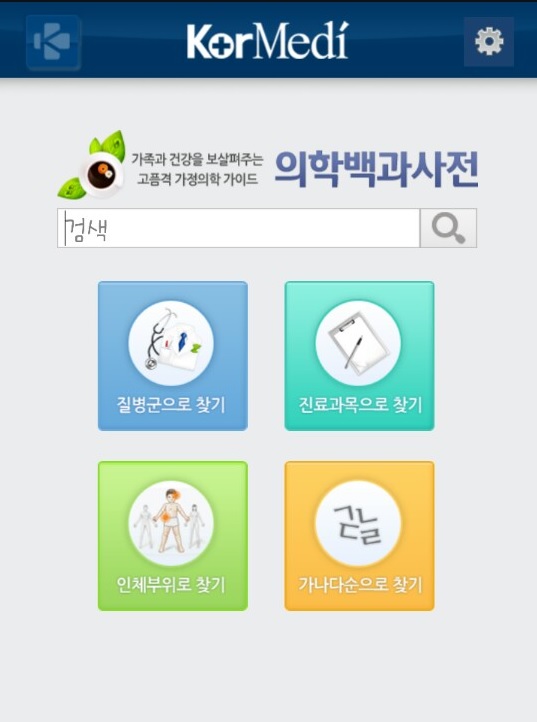 KorMedi
가족과 건강을 보살펴주는
고품격 가정의학 가이드
의학백과사전
검색
질병군으로 찾기
진료과목으로 찾기
인체부위로 찾기
가나다순으로 찾기